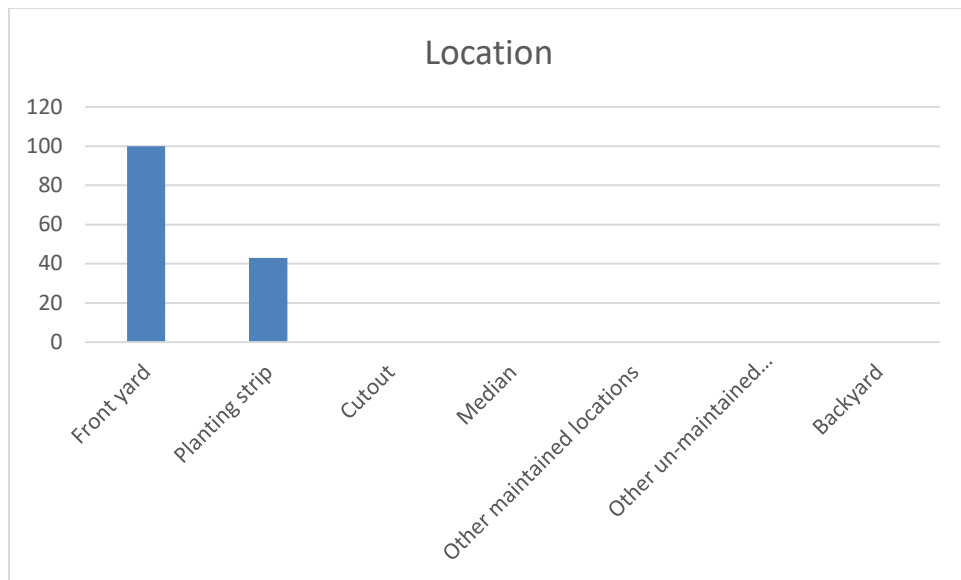 Location
120
100
80
60
40
20
0
Front yard
Planting strip
Cutout
Median
Other maintained locations
Other un-maintained...
Backyard